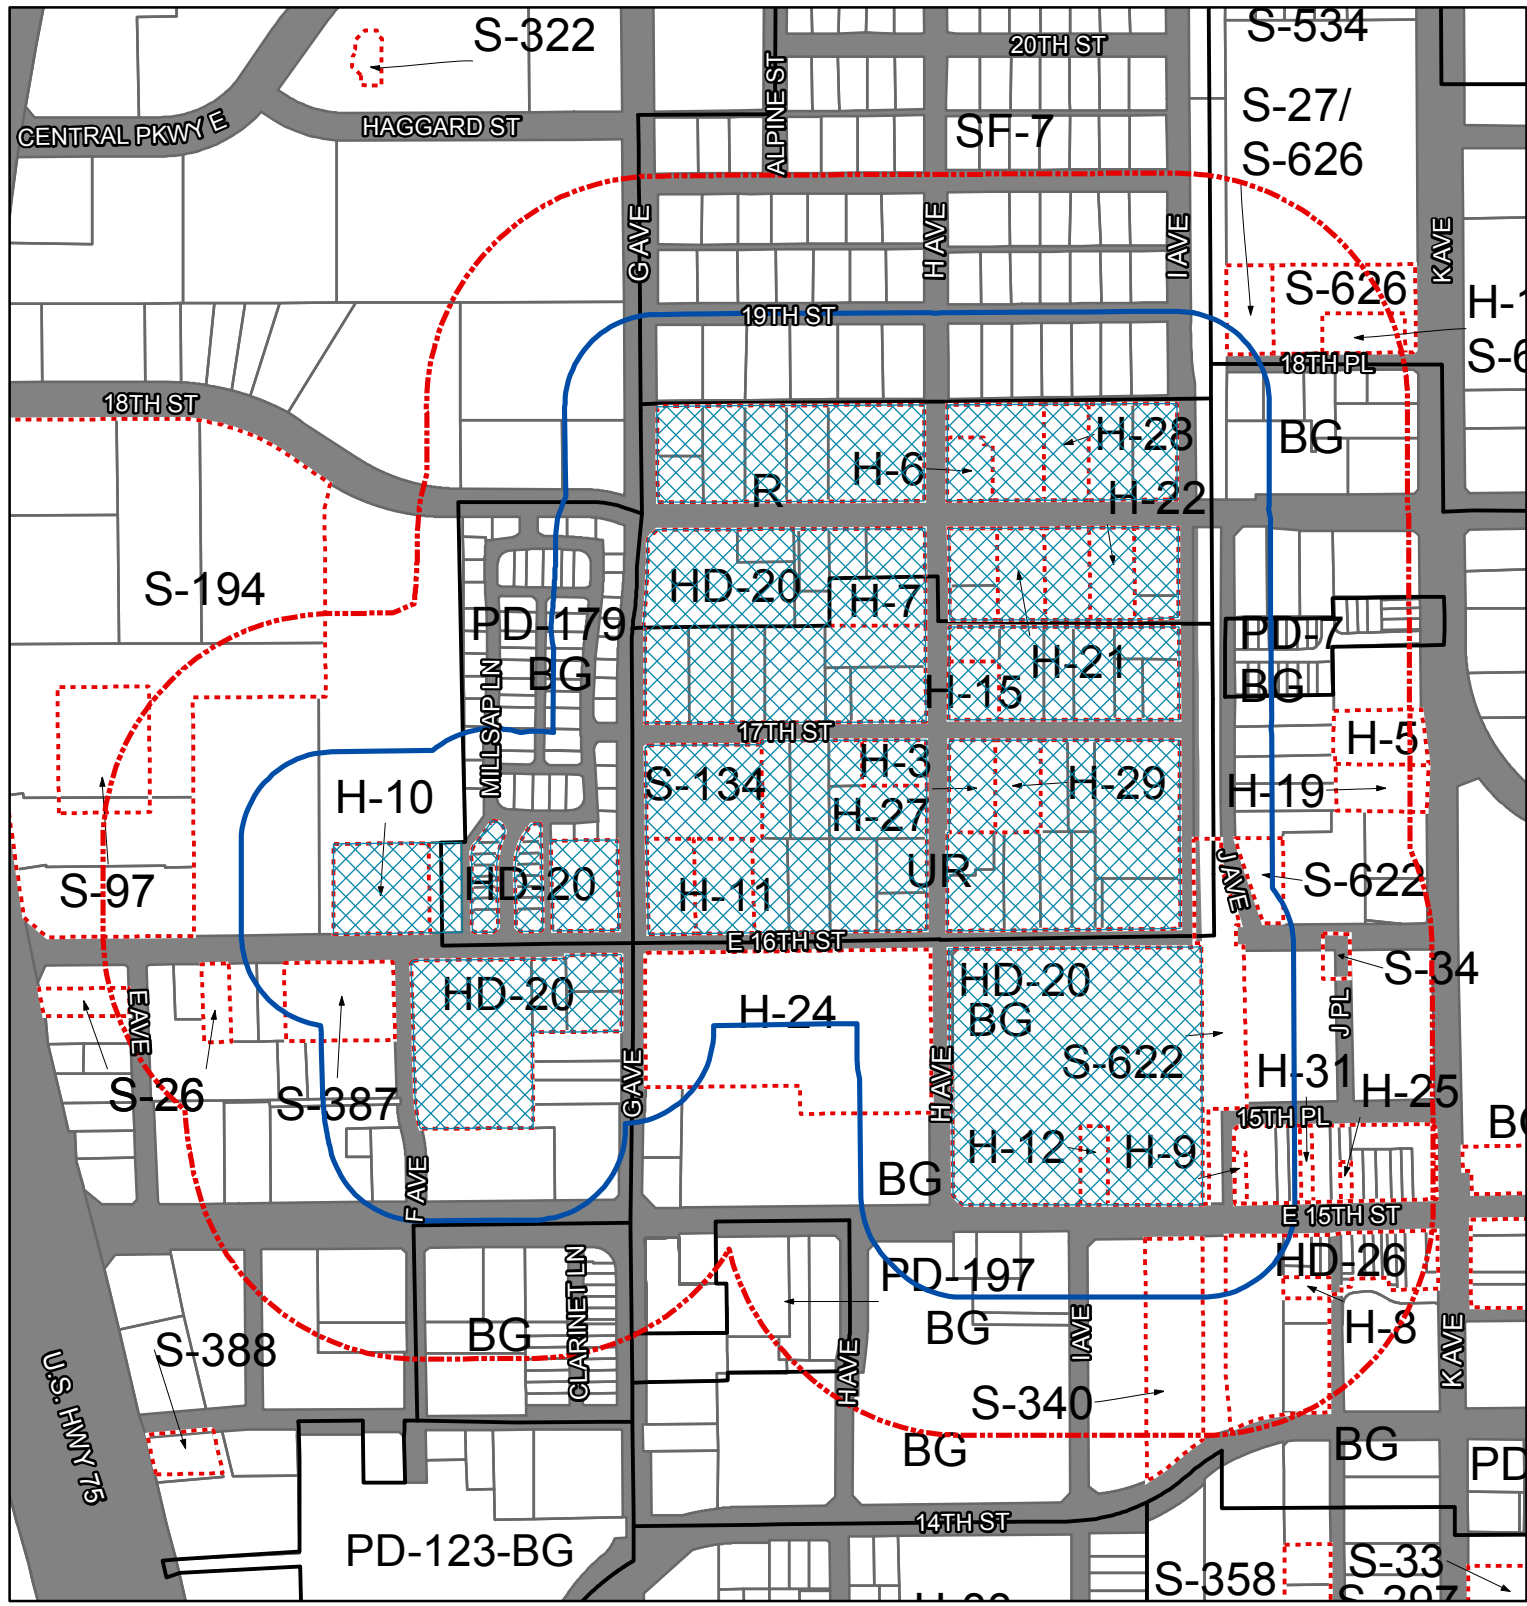 S-322
20TH ST
S-534
CENTRAL PKWY E
HAGGARD ST
ALPINE ST
SF-7
S-27/
S-626
G AVE
H AVE
I AVE
K AVE
S-626
19TH ST
18TH PL
18TH ST
BG
H-28
H-6
R
H-22
S-194
HD-20
H-7
PD-179
BG
PD-7
BG
H-21
H-15
MILLSAP LN
17TH ST
H-5
H-10
S-134
H-3
H-27
H-29
H-19
S-97
HD-20
H-11
UR
J AVE
S-622
E 16TH ST
S-34
HD-20
H-24
HD-20
BG
E AVE
J PL
S-26
S-387
G AVE
H AVE
S-622
H-31
H-25
15TH PL
H-12
H-9
BG
F AVE
E 15TH ST
HD-26
PD-197
BG
CLARINET LN
BG
H-8
I AVE
K AVE
S-388
H AVE
S-340
U.S. HWY 75
BG
BG
PD
14TH ST
PD-123-BG
S-358
S-33
S-297